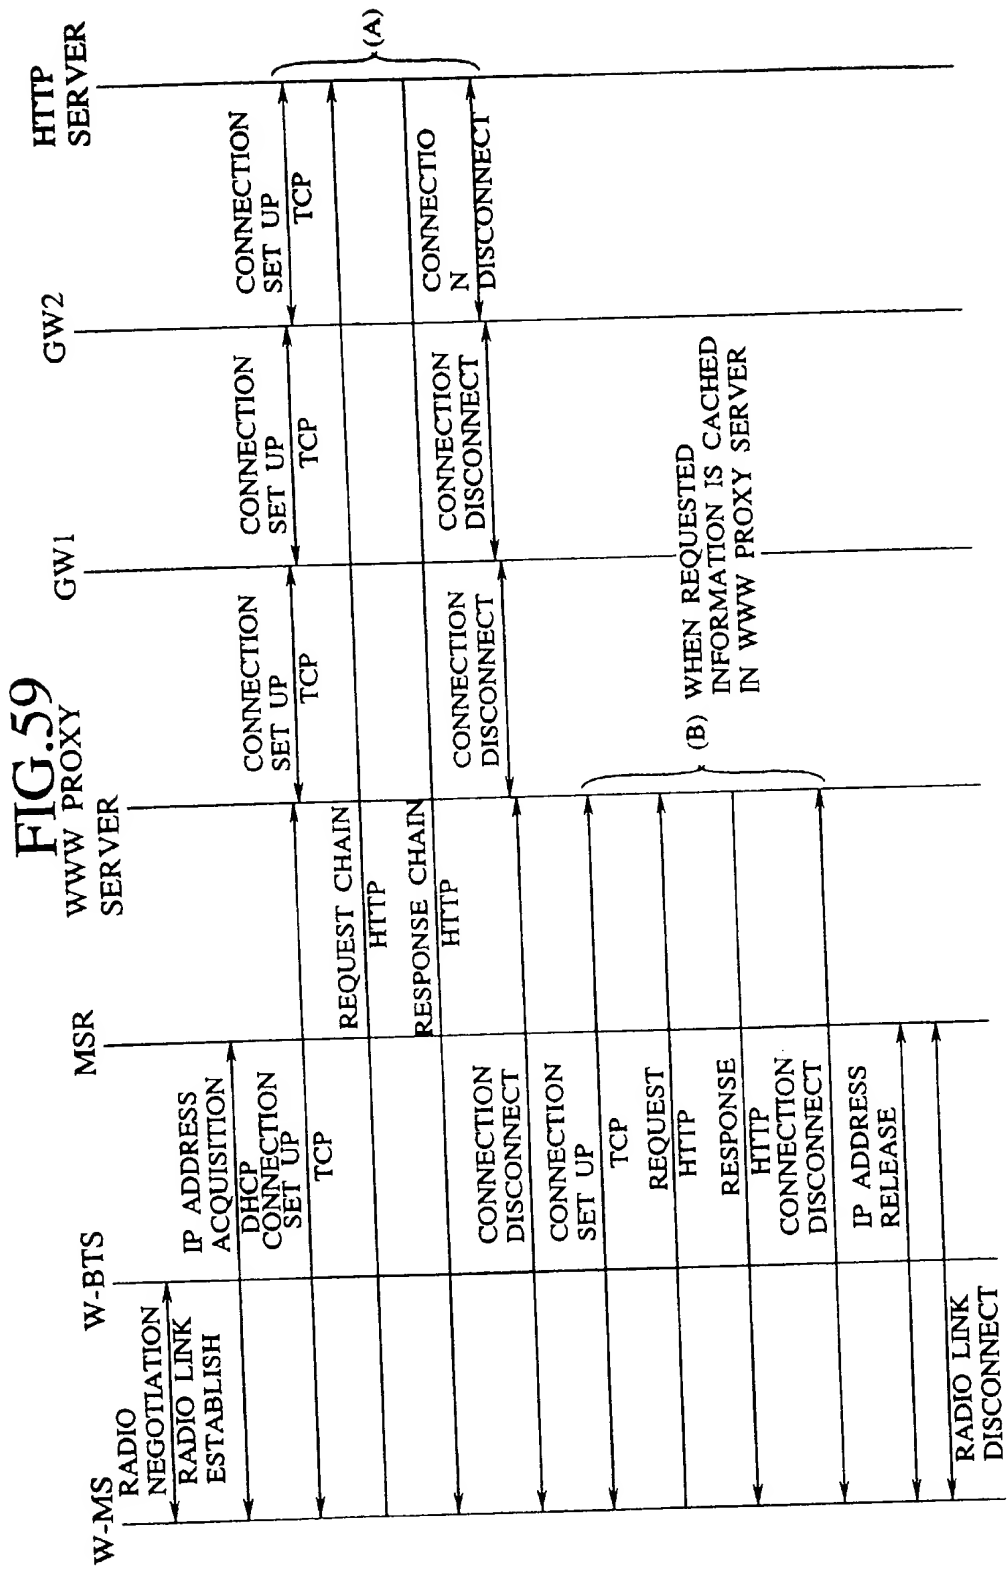 FIG.59
W-MS
W-BTS
MSR
WWW PROXY
SERVER
GW1
GW2
HTTP
SERVER
RADIO
NEGOTIATION
RADIO LINK
ESTABLISH
IP ADDRESS
ACQUISITION
DHCP
CONNECTION
SET UP
TCP
CONNECTION
SET UP
TCP
CONNECTION
SET UP
TCP
CONNECTION
SET UP
TCP
(A)
REQUEST CHAIN
HTTP
RESPONSE CHAIN
HTTP
CONNECTIO
N
DISCONNECT
CONNECTION
DISCONNECT
CONNECTION
DISCONNECT
CONNECTION
DISCONNECT
CONNECTION
SET UP
TCP
REQUEST
HTTP
RESPONSE
HTTP
CONNECTION
DISCONNECT
(B) WHEN REQUESTED
INFORMATION IS CACHED
IN WWW PROXY SERVER
IP ADDRESS
RELEASE
RADIO LINK
DISCONNECT